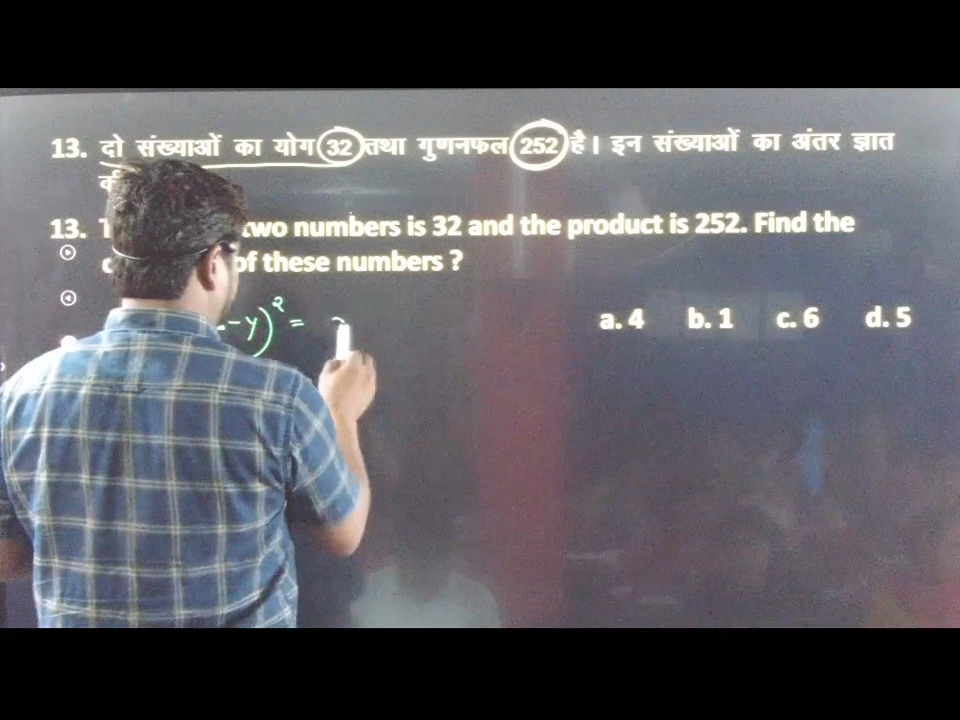 13. दो संख्याओं का योग 32 तथा गुणनफल 252 है। इन संख्याओं का अंतर ज्ञात
13. two numbers is 32 and the product is 252. Find the
of these numbers ?
- y)² =
a. 4 b. 1 c. 6 d. 5